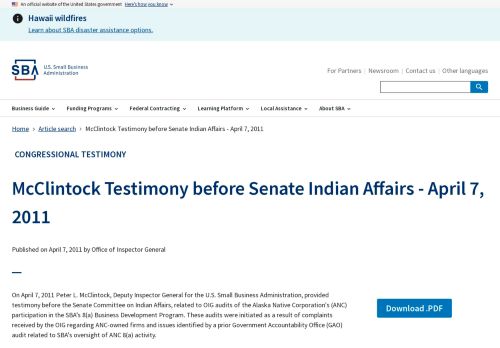 An official website of the United States government Here's how you know
Hawaii wildfires
Learn about SBA disaster assistance options.
SBA U.S. Small Business
Administration
For Partners | Newsroom | Contact us | Other languages
Business Guide Funding Programs Federal Contracting Learning Platform Local Assistance About SBA
Home › Article search › McClintock Testimony before Senate Indian Affairs - April 7, 2011
CONGRESSIONAL TESTIMONY
McClintock Testimony before Senate Indian Affairs - April 7,
2011
Published on April 7, 2011 by Office of Inspector General
On April 7, 2011 Peter L. McClintock, Deputy Inspector General for the U.S. Small Business Administration, provided
testimony before the Senate Committee on Indian Affairs, related to OIG audits of the Alaska Native Corporation's (ANC)
participation in the SBA's 8(a) Business Development Program. These audits were initiated as a result of complaints
received by the OIG regarding ANC-owned firms and issues identified by a prior Government Accountability Office (GAO)
audit related to SBA's oversight of ANC 8(a) activity.
Download .PDF